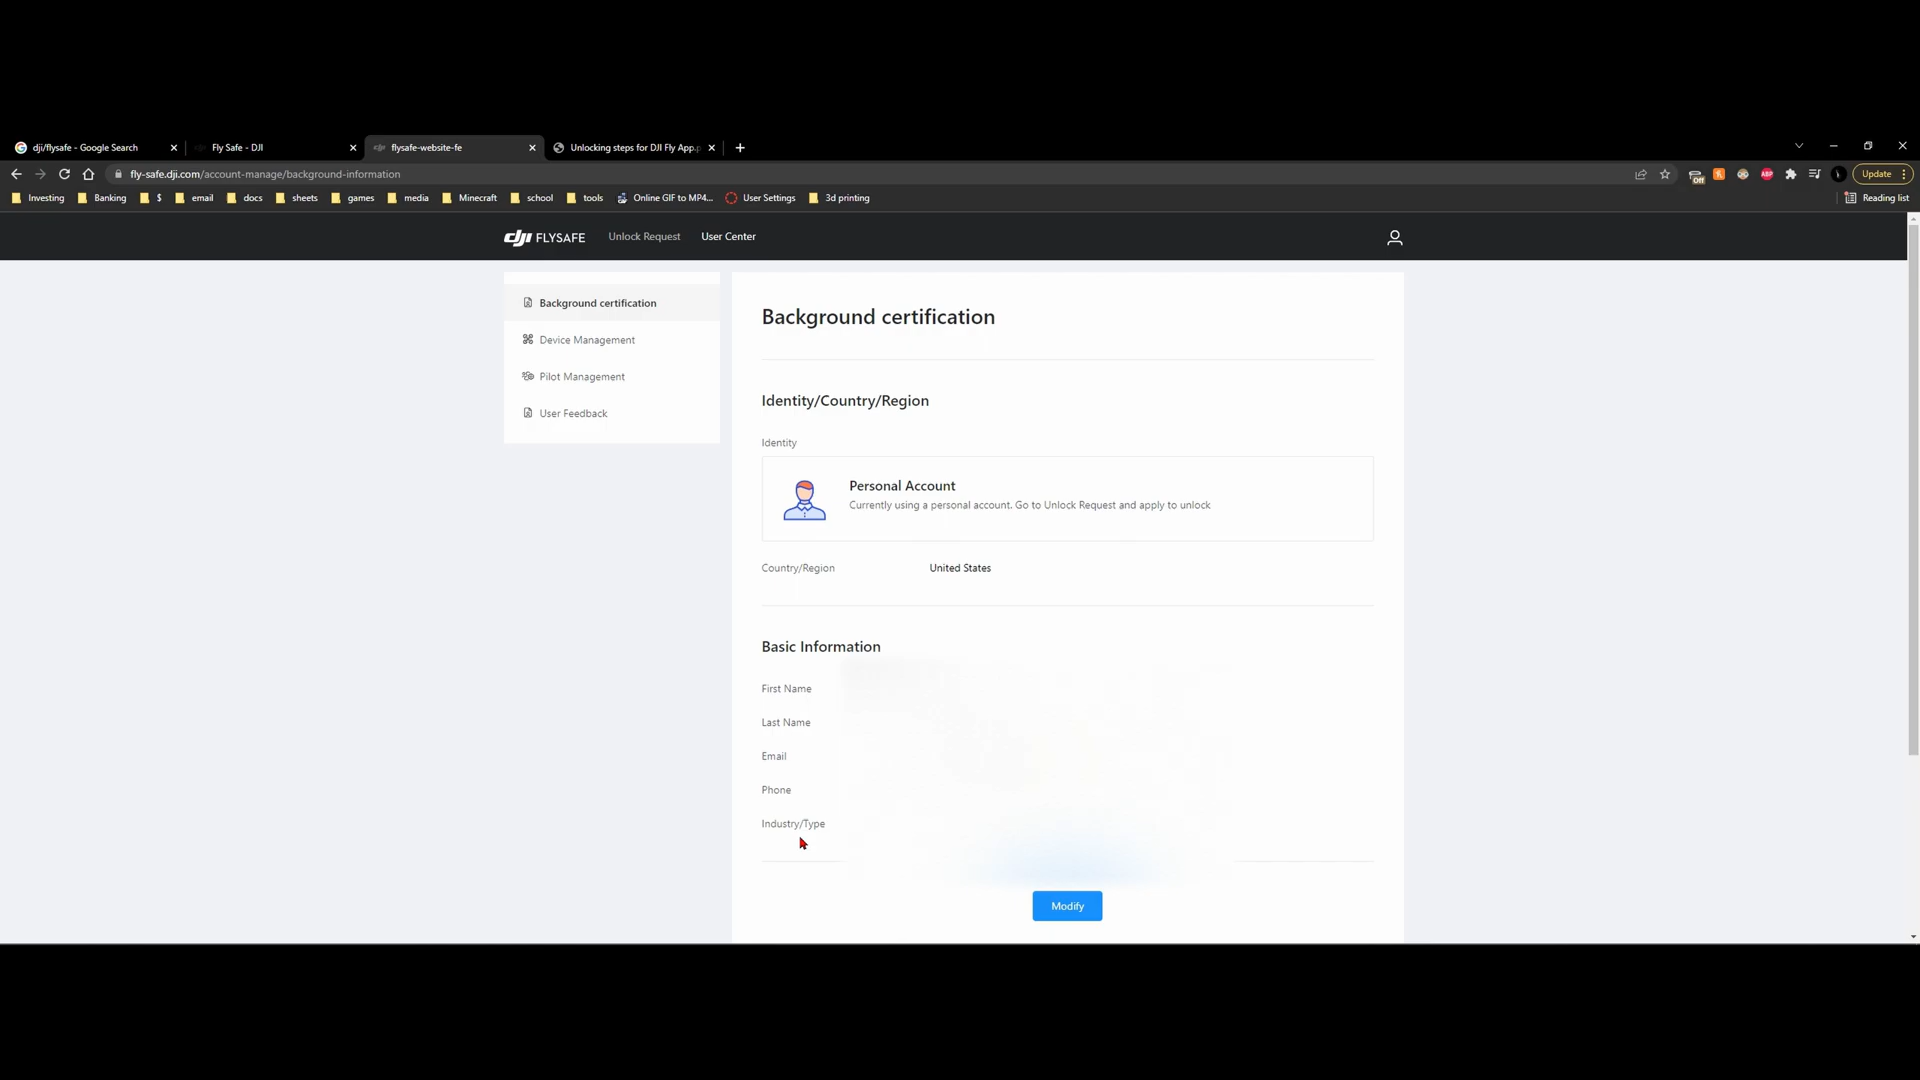 dji/flysafe - Google Search
Fly Safe - DJI
flysafe-website-fe
Unlocking steps for DJI Fly App.p
fly-safe.dji.com/account-manage/background-information
Off
ABP
Update
Investing
Banking
$
email
docs
sheets
games
media
Minecraft
school
tools
Online GIF to MP4...
User Settings
3d printing
Reading list
dji FLYSAFE
Unlock Request
User Center
Background certification
Device Management
Pilot Management
User Feedback
Background certification
Identity/Country/Region
Identity
Personal Account
Currently using a personal account. Go to Unlock Request and apply to unlock
Country/Region
United States
Basic Information
First Name
Last Name
Email
Phone
Industry/Type
Modify